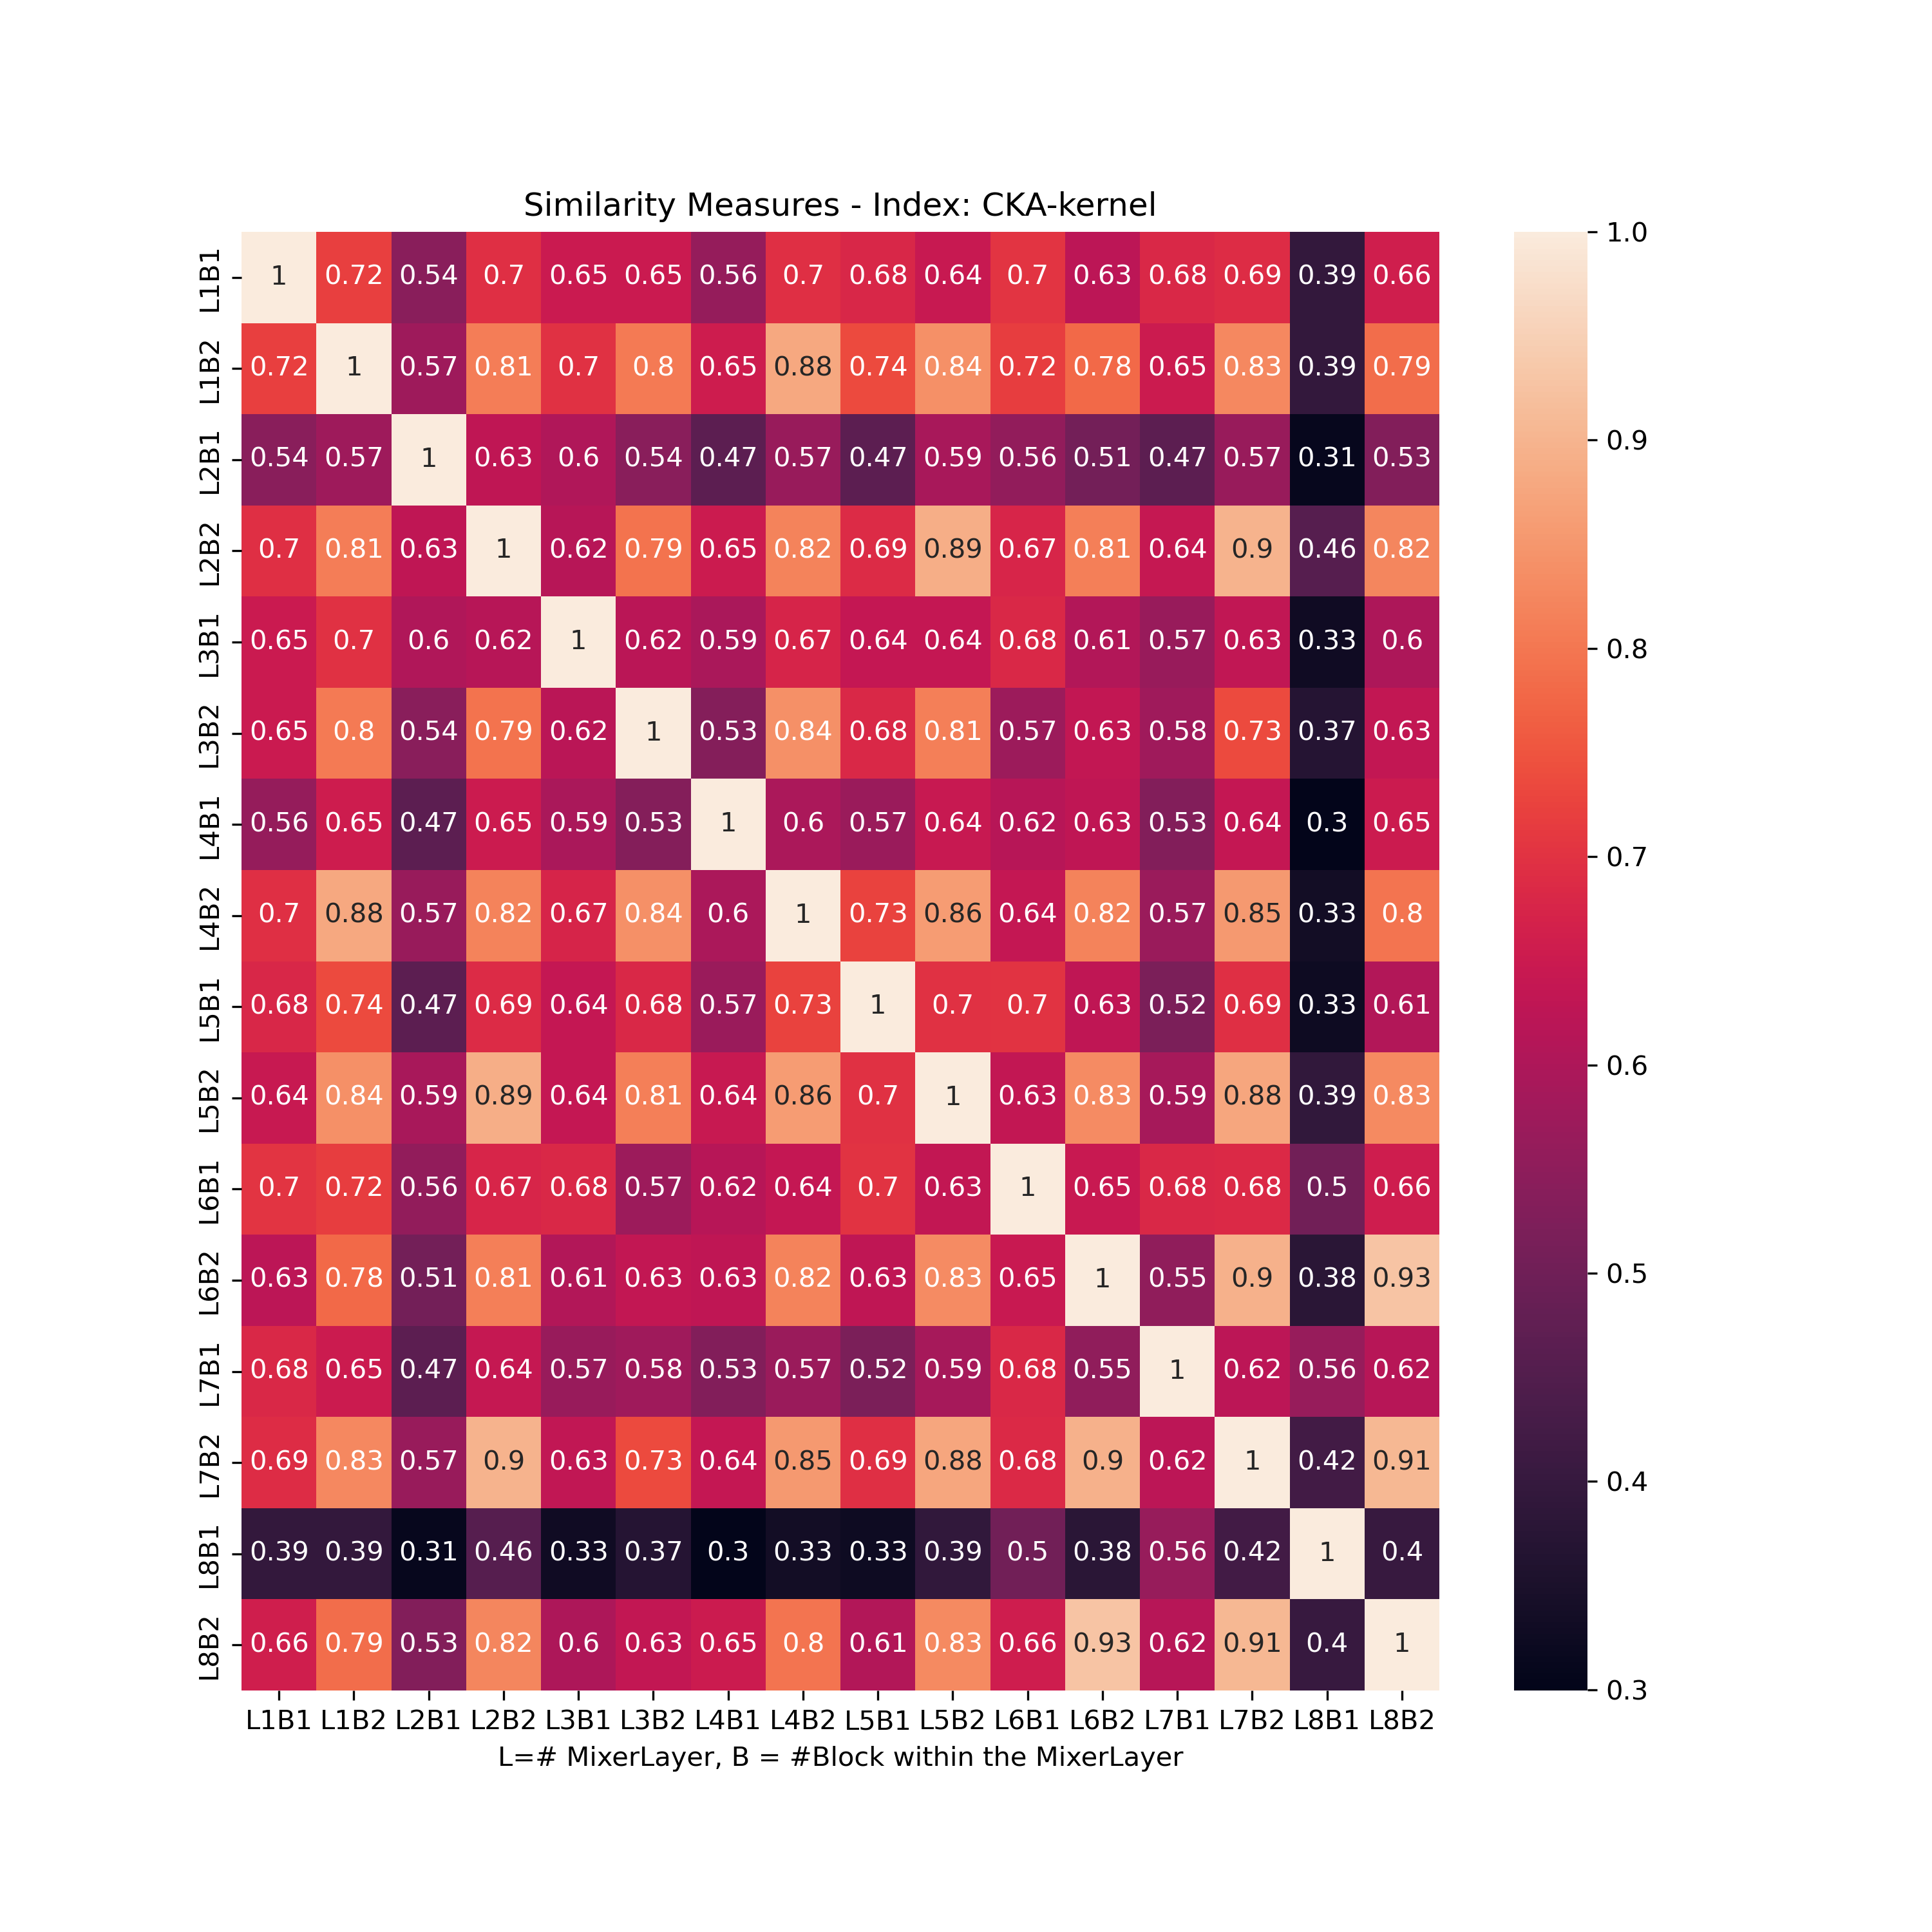 Similarity Measures - Index: CKA-kernel
L1B1 1 0.72 0.54 0.7 0.65 0.65 0.56 0.7 0.68 0.64 0.7 0.63 0.68 0.69 0.39 0.66
L1B2 0.72 1 0.57 0.81 0.7 0.8 0.65 0.88 0.74 0.84 0.72 0.78 0.65 0.83 0.39 0.79
L2B1 0.54 0.57 1 0.63 0.6 0.54 0.47 0.57 0.47 0.59 0.56 0.51 0.47 0.57 0.31 0.53
L2B2 0.7 0.81 0.63 1 0.62 0.79 0.65 0.82 0.69 0.89 0.67 0.81 0.64 0.9 0.46 0.82
L3B1 0.65 0.7 0.6 0.62 1 0.62 0.59 0.67 0.64 0.64 0.68 0.61 0.57 0.63 0.33 0.6
L3B2 0.65 0.8 0.54 0.79 0.62 1 0.53 0.84 0.68 0.81 0.57 0.63 0.58 0.73 0.37 0.63
L4B1 0.56 0.65 0.47 0.65 0.59 0.53 1 0.6 0.57 0.64 0.62 0.63 0.53 0.64 0.3 0.65
L4B2 0.7 0.88 0.57 0.82 0.67 0.84 0.6 1 0.73 0.86 0.64 0.82 0.57 0.85 0.33 0.8
L5B1 0.68 0.74 0.47 0.69 0.64 0.68 0.57 0.73 1 0.7 0.7 0.63 0.52 0.69 0.33 0.61
L5B2 0.64 0.84 0.59 0.89 0.64 0.81 0.64 0.86 0.7 1 0.63 0.83 0.59 0.88 0.39 0.83
L6B1 0.7 0.72 0.56 0.67 0.68 0.57 0.62 0.64 0.7 0.63 1 0.65 0.68 0.68 0.5 0.66
L6B2 0.63 0.78 0.51 0.81 0.61 0.63 0.63 0.82 0.63 0.83 0.65 1 0.55 0.9 0.38 0.93
L7B1 0.68 0.65 0.47 0.64 0.57 0.58 0.53 0.57 0.52 0.59 0.68 0.55 1 0.62 0.56 0.62
L7B2 0.69 0.83 0.57 0.9 0.63 0.73 0.64 0.85 0.69 0.88 0.68 0.9 0.62 1 0.42 0.91
L8B1 0.39 0.39 0.31 0.46 0.33 0.37 0.3 0.33 0.33 0.39 0.5 0.38 0.56 0.42 1 0.4
L8B2 0.66 0.79 0.53 0.82 0.6 0.63 0.65 0.8 0.61 0.83 0.66 0.93 0.62 0.91 0.4 1
L1B1 L1B2 L2B1 L2B2 L3B1 L3B2 L4B1 L4B2 L5B1 L5B2 L6B1 L6B2 L7B1 L7B2 L8B1 L8B2
L=# MixerLayer, B = #Block within the MixerLayer
1.0
0.9
0.8
0.7
0.6
0.5
0.4
0.3